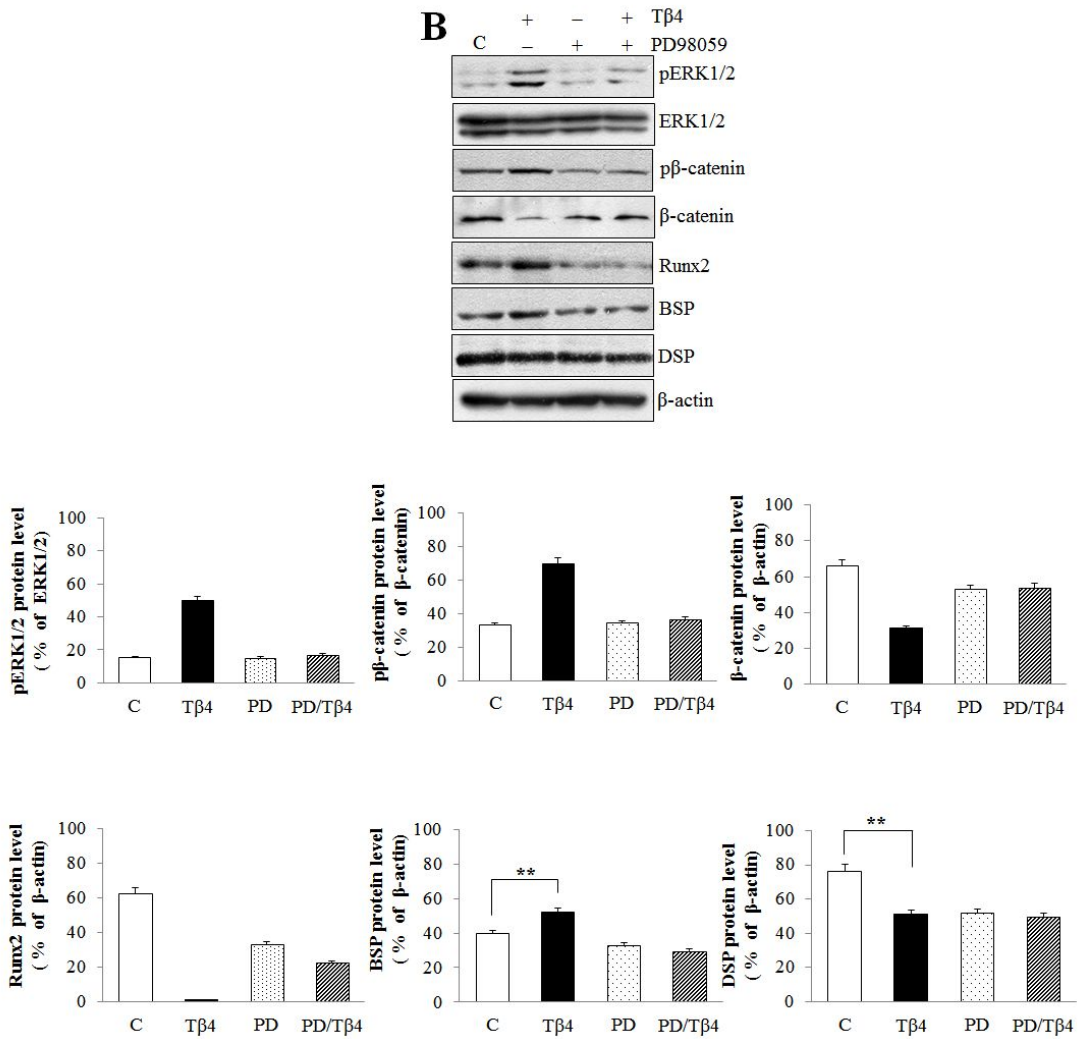 B
+ − + Tβ4
C − + + PD98059
pERK1/2
ERK1/2
pβ-catenin
β-catenin
Runx2
BSP
DSP
β-actin
pERK1/2 protein level
( % of ERK1/2)
100
80
60
40
20
0
C Tβ4 PD PD/Tβ4
pβ-catenin protein level
( % of β-catenin)
100
80
60
40
20
0
C Tβ4 PD PD/Tβ4
β-catenin protein level
( % of β-actin)
100
80
60
40
20
0
C Tβ4 PD PD/Tβ4
Runx2 protein level
( % of β-actin)
100
80
60
40
20
0
C Tβ4 PD PD/Tβ4
BSP protein level
( % of β-actin)
100
80
60
40
20
0
**
C Tβ4 PD PD/Tβ4
DSP protein level
( % of β-actin)
100
80
60
40
20
0
**
C Tβ4 PD PD/Tβ4